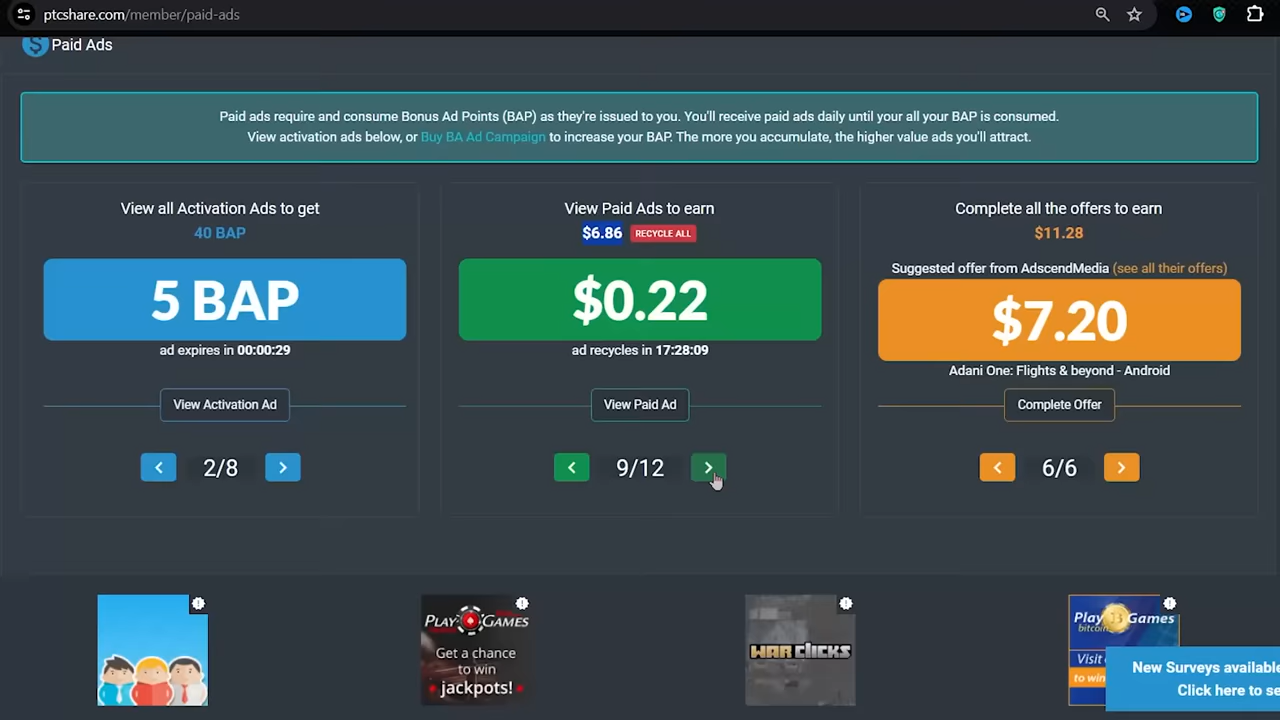 ptcshare.com/member/paid-ads
Paid Ads
Paid ads require and consume Bonus Ad Points (BAP) as they're issued to you. You'll receive paid ads daily until your all your BAP is consumed.
View activation ads below, or Buy BA Ad Campaign to increase your BAP. The more you accumulate, the higher value ads you'll attract.
View all Activation Ads to get
40 BAP
5 BAP
ad expires in 00:00:29
View Activation Ad
2/8
View Paid Ads to earn
$6.86 RECYCLE ALL
$0.22
ad recycles in 17:28:09
View Paid Ad
9/12
Complete all the offers to earn
$11.28
Suggested offer from AdscendMedia (see all their offers)
$7.20
Adani One: Flights & beyond - Android
Complete Offer
6/6
PLAY GAMES
Get a chance
to win
jackpots!
WAR CLICKS
Play Games
bitcoin
Visit
to win
New Surveys available
Click here to se